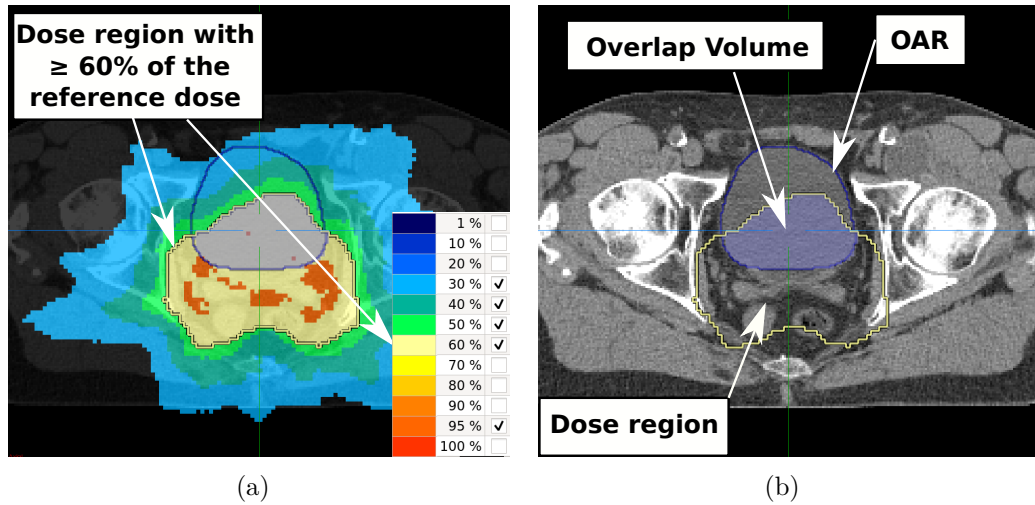 Dose region with
≥ 60% of the
reference dose
1 %
10 %
20 %
30 %
40 %
50 %
60 %
70 %
80 %
90 %
95 %
100 %
(a)
Overlap Volume
OAR
Dose region
(b)